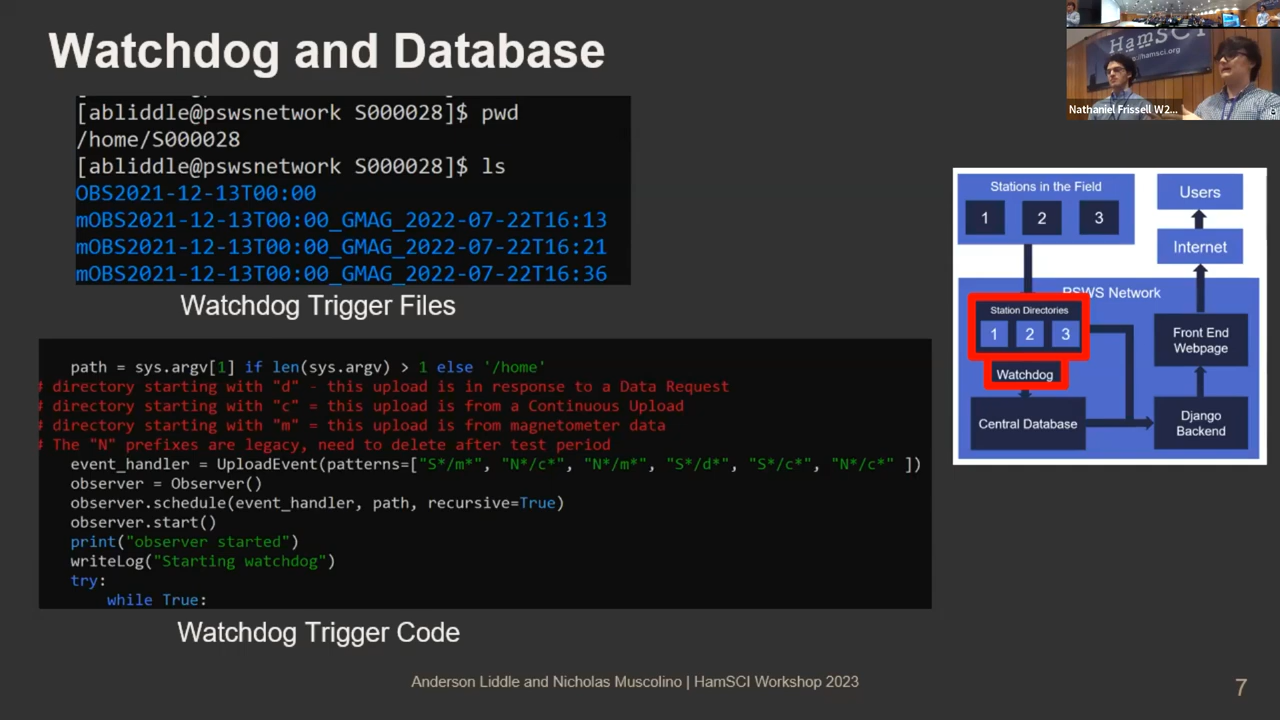 Watchdog and Database
[abliddle@pswsnetwork S000028]$ pwd
/home/S000028
[abliddle@pswsnetwork S000028]$ ls
OBS2021-12-13T00:00
mOBS2021-12-13T00:00_GMAG_2022-07-22T16:13
mOBS2021-12-13T00:00_GMAG_2022-07-22T16:21
mOBS2021-12-13T00:00_GMAG_2022-07-22T16:36
Watchdog Trigger Files
path = sys.argv[1] if len(sys.argv) > 1 else '/home'
# directory starting with "d" - this upload is in response to a Data Request
# directory starting with "c" = this upload is from a Continuous Upload
# directory starting with "m" = this upload is from magnetometer data
# The "N" prefixes are legacy, need to delete after test period
event_handler = UploadEvent(patterns=["S*/m*", "N*/c*", "N*/m*", "S*/d*", "S*/c*", "N*/c*" ])
observer = Observer()
observer.schedule(event_handler, path, recursive=True)
observer.start()
print("observer started")
writeLog("Starting watchdog")
try:
while True:
Watchdog Trigger Code
HamSCI
hamsci.org
Nathaniel Frissell W2...
Stations in the Field
1 2 3
Users
Internet
PSWS Network
Station Directories
1 2 3
Watchdog
Central Database
Front End
Webpage
Django
Backend
Anderson Liddle and Nicholas Muscolino | HamSCI Workshop 2023
7